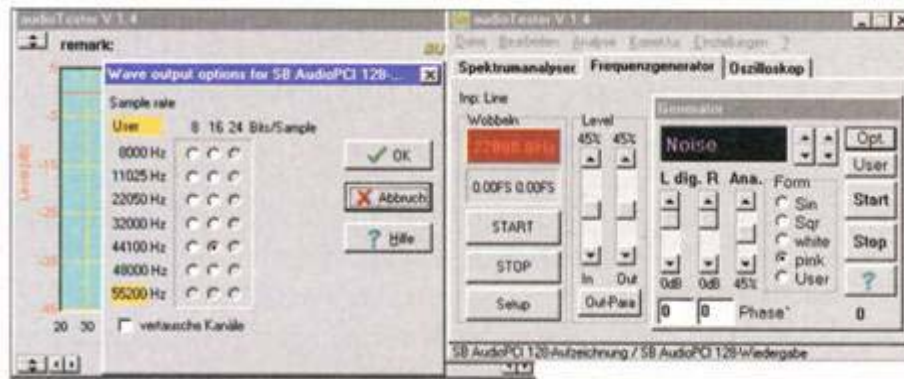 audioTester V 1.4
remark:
Wave output options for SB AudioPCI 128-...
Sample rate
User 8 16 24 Bits/Sample
8000 Hz
11025 Hz
22050 Hz
32000 Hz
44100 Hz
48000 Hz
55200 Hz
vertausche Kanäle
OK
Abbruch
? Hilfe
20 30
audioTester V 1.4
Datei Bearbeiten Analyse Korrektur Einstellungen ?
Spektrumanalyser Frequenzgenerator Oszilloskop
Inp: Line
Wobbeln
0.00FS 0.00FS
START
STOP
Setup
Level
45% 45%
In Out
Out-Para
Generator
Noise
Opt.
User
L dig. R Ana.
0dB 0dB 45%
Form
Sin
Sqr
white
pink
User
Start
Stop
?
0 0 Phase° 0
SB AudioPCI 128-Aufzeichnung / SB AudioPCI 128-Wiedergabe